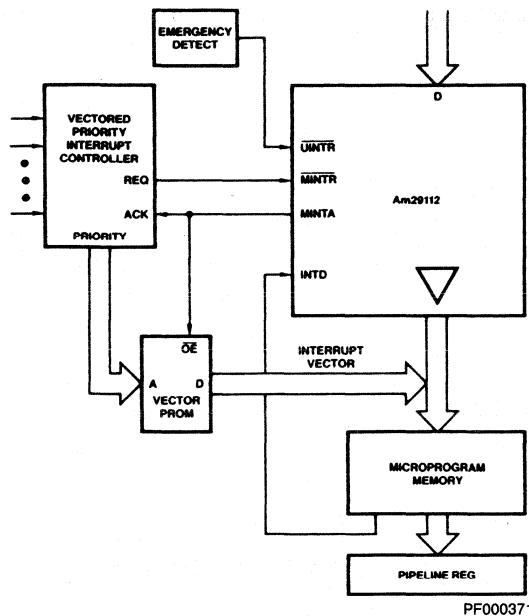 EMERGENCY
DETECT
D
VECTORED
PRIORITY
INTERRUPT
CONTROLLER
REQ
ACK
PRIORITY
UINTR
MINTR
MINTA
INTD
Am29112
OE
A
D
VECTOR
PROM
INTERRUPT
VECTOR
MICROPROGRAM
MEMORY
PIPELINE REG
PF000371